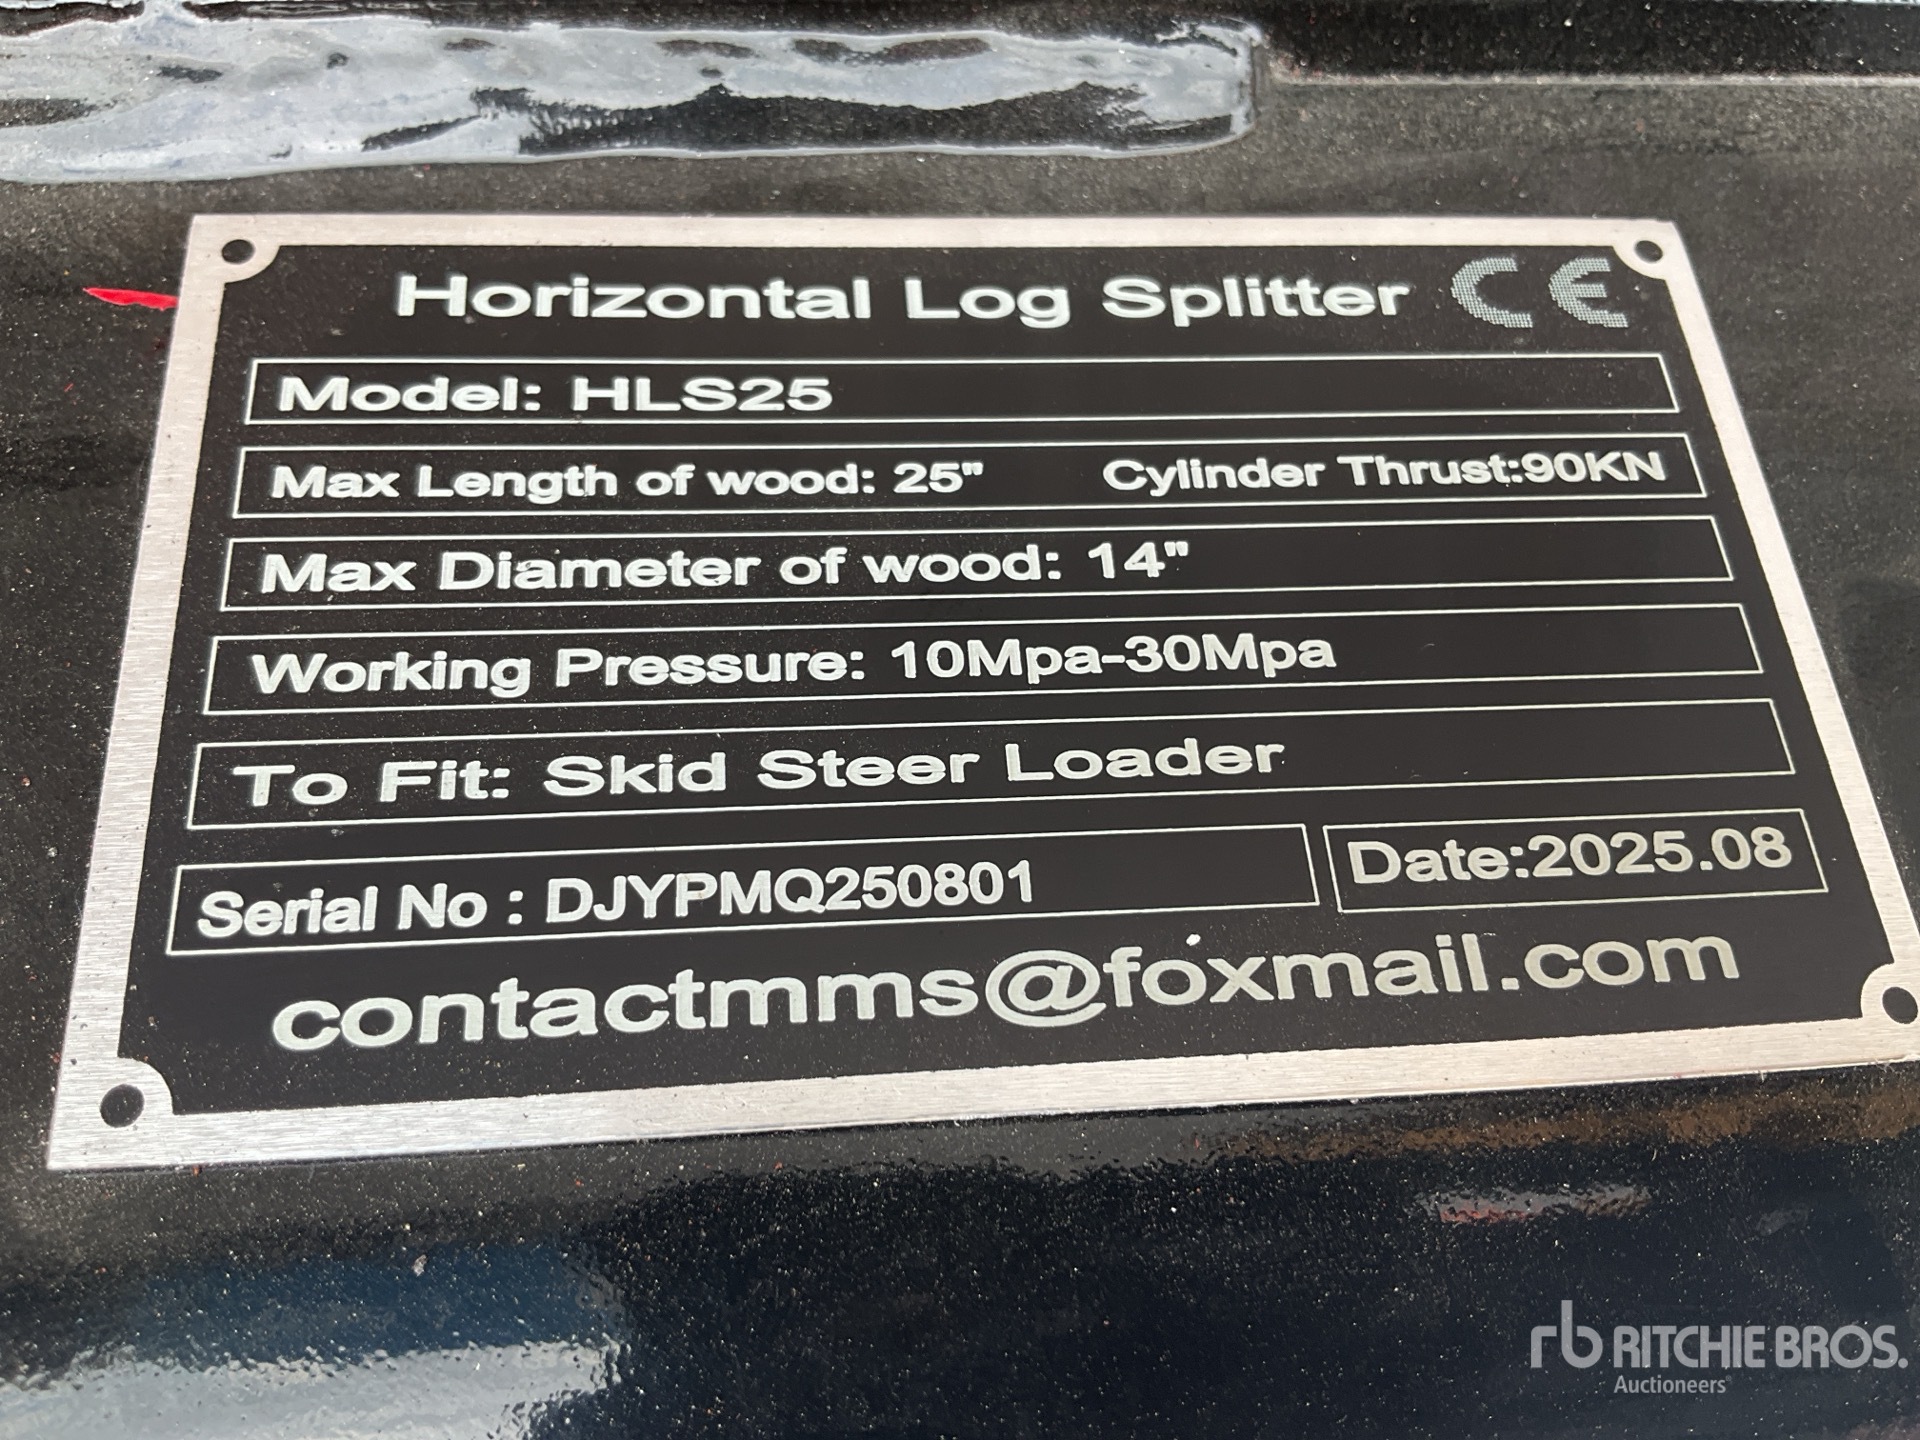 Horizontal Log Splitter CE
Model: HLS25
Max Length of wood: 25" Cylinder Thrust:90KN
Max Diameter of wood: 14"
Working Pressure: 10Mpa-30Mpa
To Fit: Skid Steer Loader
Serial No : DJYPMQ250801 Date:2025.08
contactmms@foxmail.com
rb RITCHIE BROS.
Auctioneers